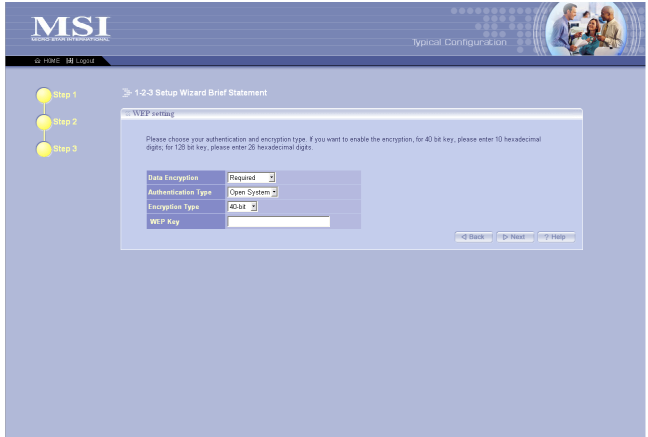 MSI
MICRO STAR INTERNATIONAL
Typical Configuration
HOME Logout
Step 1
Step 2
Step 3
1-2-3 Setup Wizard Brief Statement
WEP setting
Please choose your authentication and encryption type. If you want to enable the encryption, for 40 bit key, please enter 10 hexadecimal
digits; for 128 bit key, please enter 26 hexadecimal digits.
Data Encryption Required
Authentication Type Open System
Encryption Type 40-bit
WEP Key
Back Next ? Help